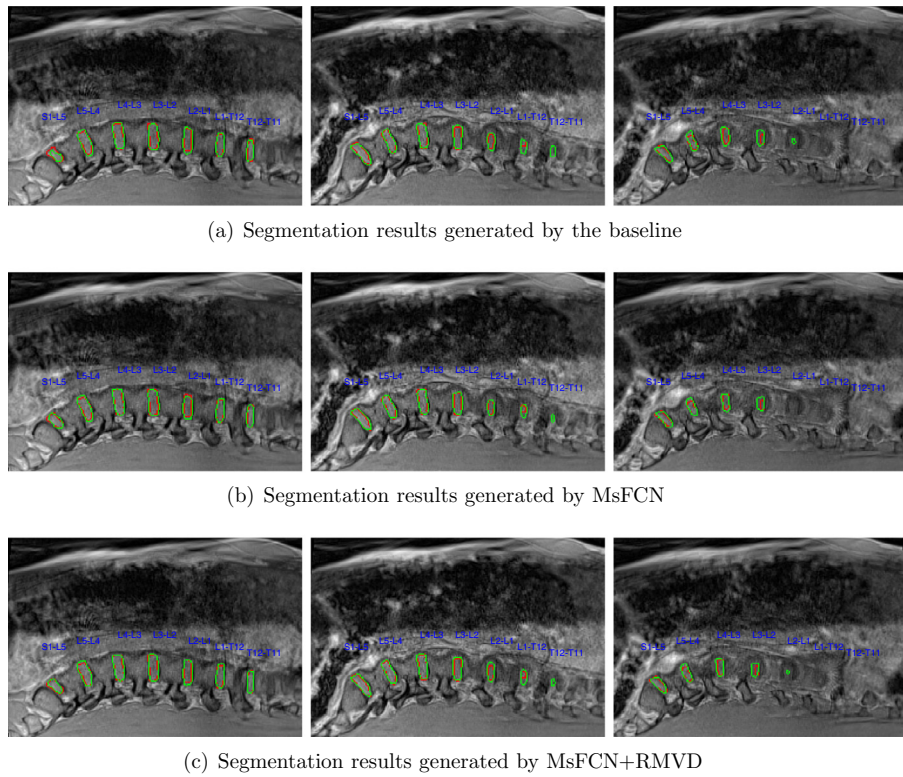 S1-L5 L5-L4 L4-L3 L3-L2 L2-L1 L1-T12 T12-T11
S1-L5 L5-L4 L4-L3 L3-L2 L2-L1 L1-T12 T12-T11
S1-L5 L5-L4 L4-L3 L3-L2 L2-L1 L1-T12 T12-T11
(a) Segmentation results generated by the baseline
S1-L5 L5-L4 L4-L3 L3-L2 L2-L1 L1-T12 T12-T11
S1-L5 L5-L4 L4-L3 L3-L2 L2-L1 L1-T12 T12-T11
S1-L5 L5-L4 L4-L3 L3-L2 L2-L1 L1-T12 T12-T11
(b) Segmentation results generated by MsFCN
S1-L5 L5-L4 L4-L3 L3-L2 L2-L1 L1-T12 T12-T11
S1-L5 L5-L4 L4-L3 L3-L2 L2-L1 L1-T12 T12-T11
S1-L5 L5-L4 L4-L3 L3-L2 L2-L1 L1-T12 T12-T11
(c) Segmentation results generated by MsFCN+RMVD